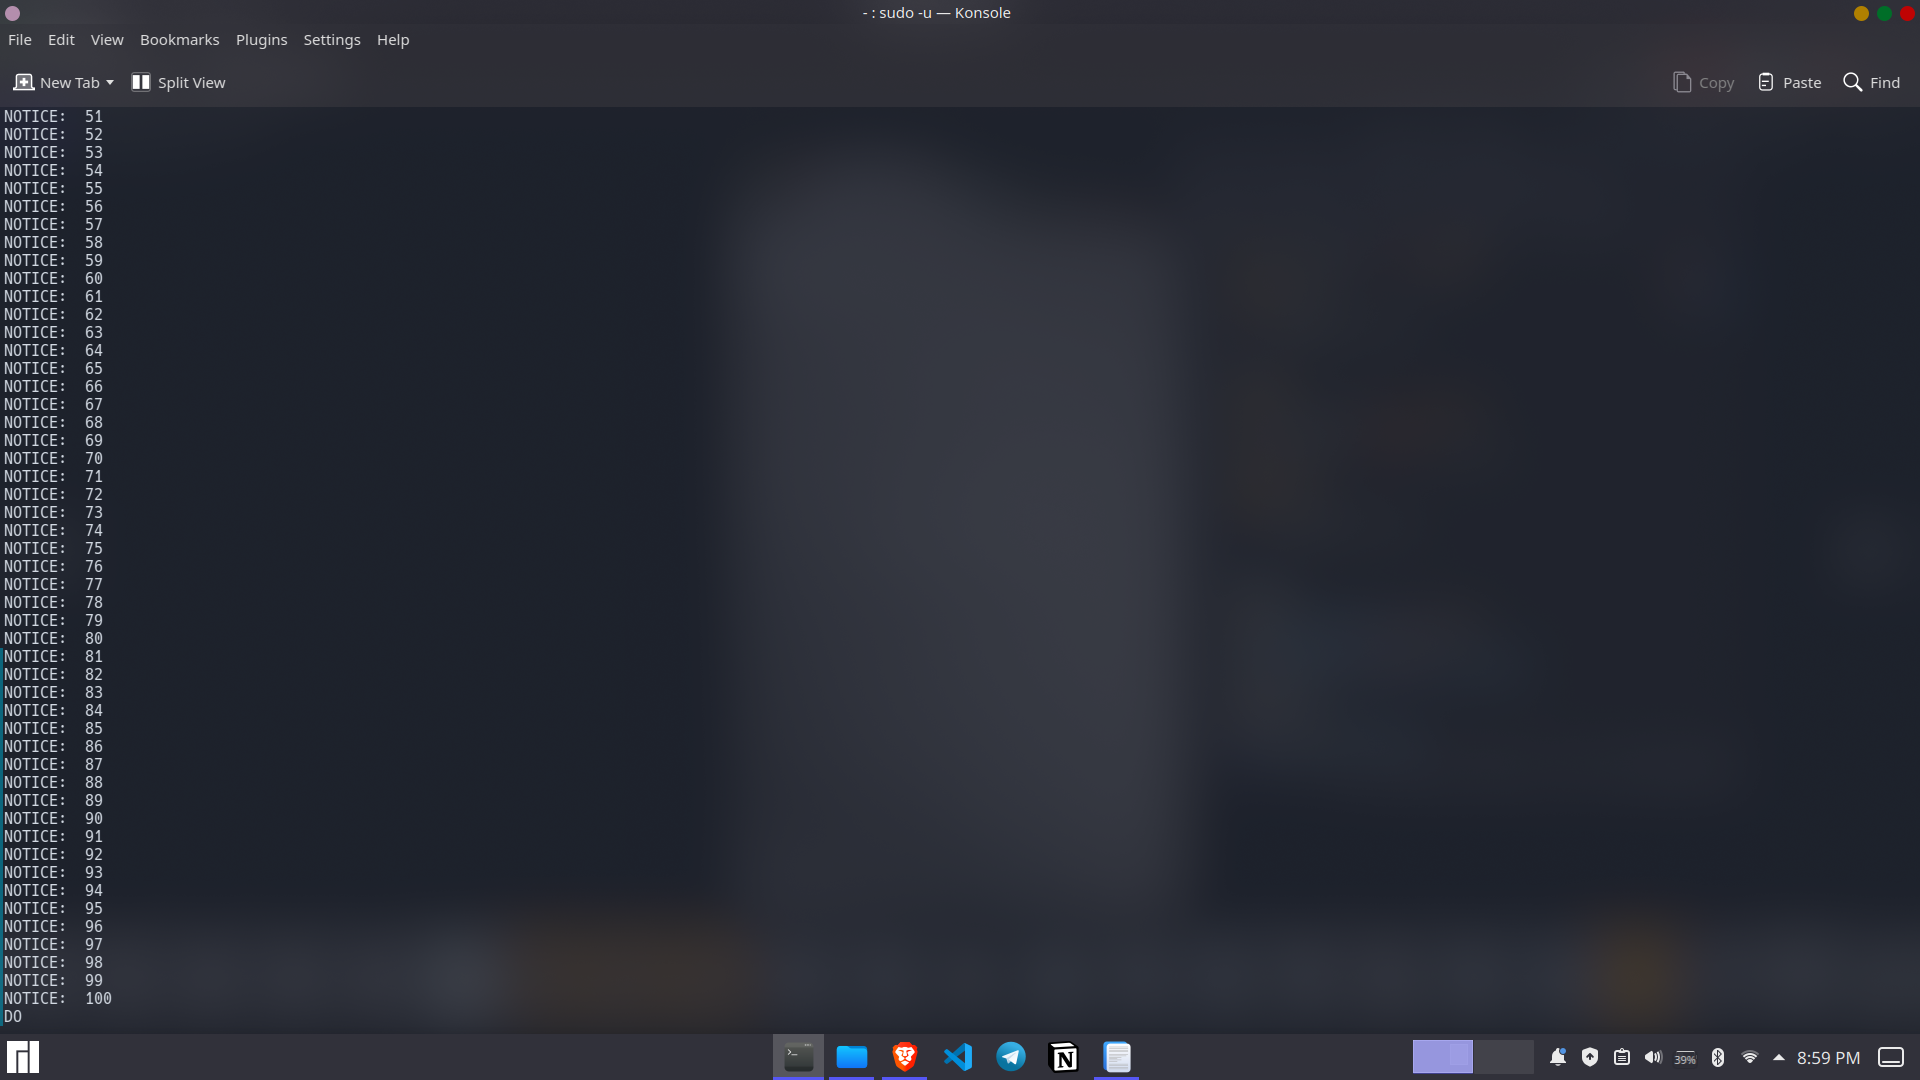 - : sudo -u — Konsole
File Edit View Bookmarks Plugins Settings Help
New Tab Split View Copy Paste Find
NOTICE:  51
NOTICE:  52
NOTICE:  53
NOTICE:  54
NOTICE:  55
NOTICE:  56
NOTICE:  57
NOTICE:  58
NOTICE:  59
NOTICE:  60
NOTICE:  61
NOTICE:  62
NOTICE:  63
NOTICE:  64
NOTICE:  65
NOTICE:  66
NOTICE:  67
NOTICE:  68
NOTICE:  69
NOTICE:  70
NOTICE:  71
NOTICE:  72
NOTICE:  73
NOTICE:  74
NOTICE:  75
NOTICE:  76
NOTICE:  77
NOTICE:  78
NOTICE:  79
NOTICE:  80
NOTICE:  81
NOTICE:  82
NOTICE:  83
NOTICE:  84
NOTICE:  85
NOTICE:  86
NOTICE:  87
NOTICE:  88
NOTICE:  89
NOTICE:  90
NOTICE:  91
NOTICE:  92
NOTICE:  93
NOTICE:  94
NOTICE:  95
NOTICE:  96
NOTICE:  97
NOTICE:  98
NOTICE:  99
NOTICE:  100
DO
39% 8:59 PM